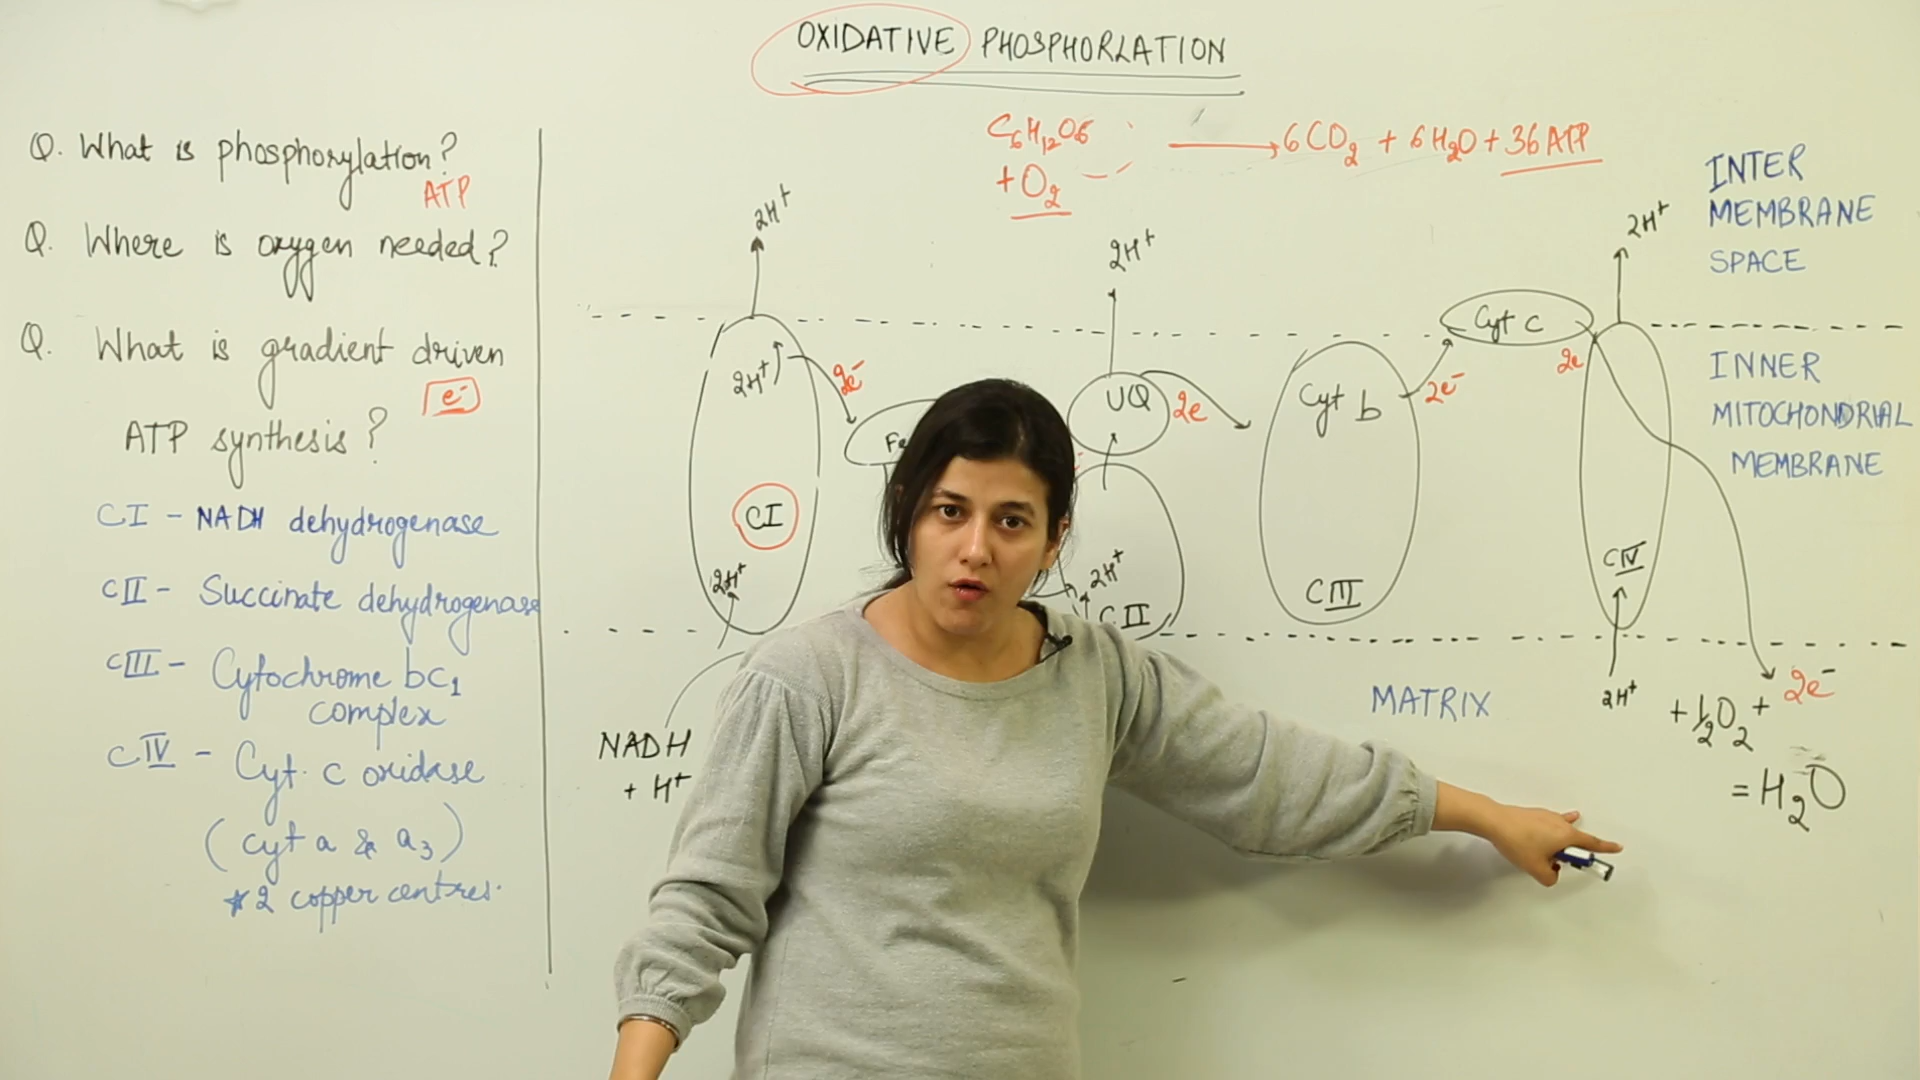 OXIDATIVE PHOSPHORLATION
C6H12O6
+ O2
→ 6CO2 + 6H2O + 36 ATP
Q. What is phosphorylation?
ATP
Q. Where is oxygen needed?
Q. What is gradient driven
e-
ATP synthesis?
CI - NADH dehydrogenase
CII - Succinate dehydrogenase
CIII - Cytochrome bc1
complex
CIV - Cyt. c oxidase
(cyt a & a3)
* 2 copper centres.
2H+
2H+
2e-
CI
2H+
NADH
+ H+
Fe
2H+
UQ
2e
2H+
CII
Cyt b
CIII
2e-
Cyt c
2e
2H+
CIV
2H+ + ½O2 + 2e-
= H2O
INTER
MEMBRANE
SPACE
INNER
MITOCHONDRIAL
MEMBRANE
MATRIX